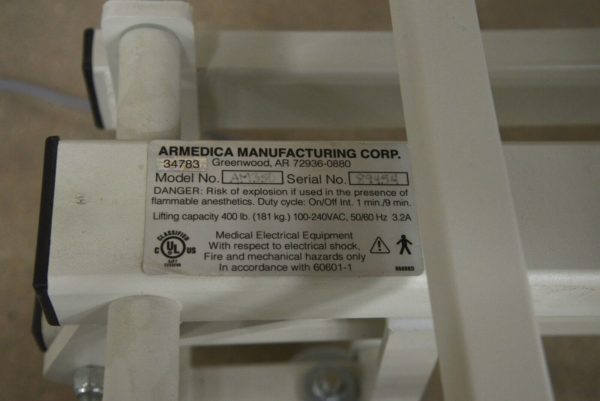 ARMEDICA MANUFACTURING CORP.
34783 Greenwood, AR 72936-0880
Model No. Serial No.
DANGER: Risk of explosion if used in the presence of
flammable anesthetics. Duty cycle: On/Off Int. 1 min./9 min.
Lifting capacity 400 lb. (181 kg.) 100-240VAC, 50/60 Hz 3.2A
CLASSIFIED
C UL US
Medical Electrical Equipment
With respect to electrical shock,
Fire and mechanical hazards only
In accordance with 60601-1